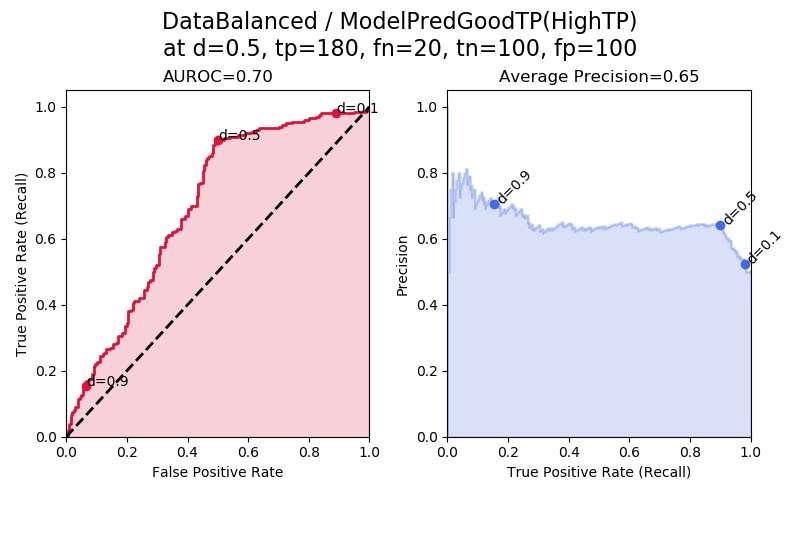 DataBalanced / ModelPredGoodTP(HighTP)
at d=0.5, tp=180, fn=20, tn=100, fp=100
AUROC=0.70
True Positive Rate (Recall)
1.0
0.8
0.6
0.4
0.2
0.0
d=0.1
d=0.5
d=0.9
0.0 0.2 0.4 0.6 0.8 1.0
False Positive Rate
Average Precision=0.65
Precision
1.0
0.8
0.6
0.4
0.2
0.0
d=0.9
d=0.5
d=0.1
0.0 0.2 0.4 0.6 0.8 1.0
True Positive Rate (Recall)